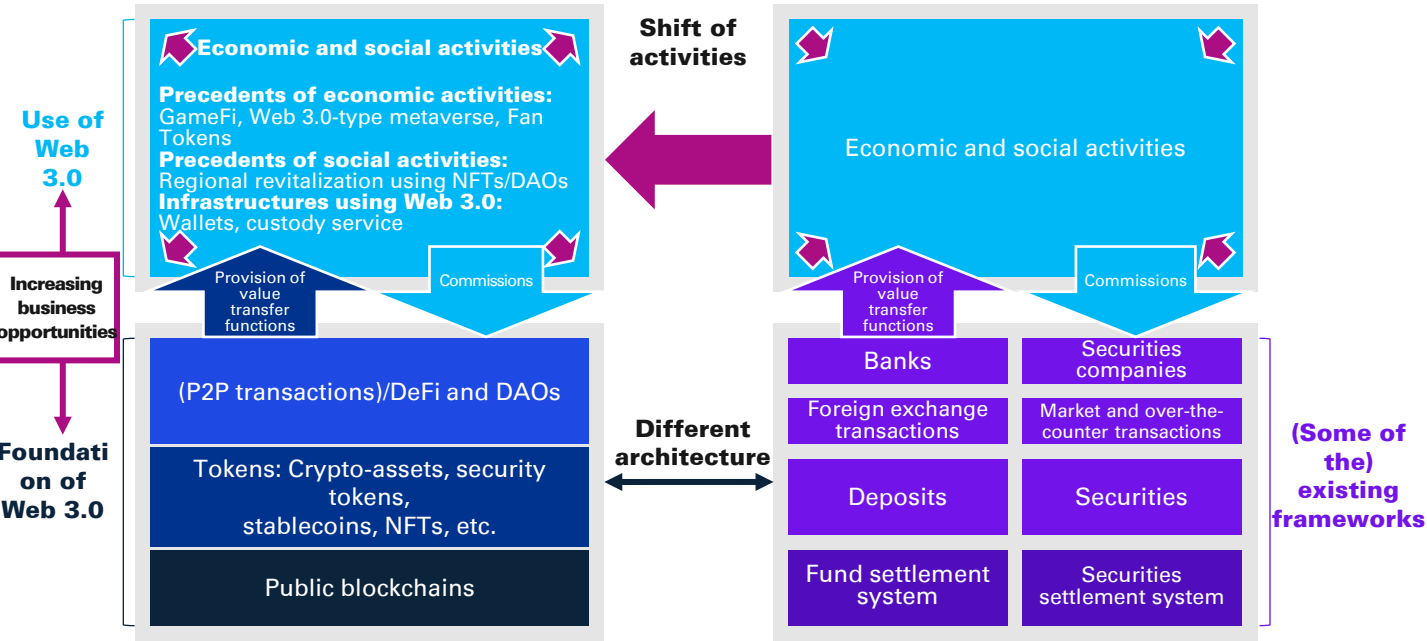 Use of
Web
3.0
Increasing
business
opportunities
Foundati
on of
Web 3.0
Economic and social activities
Precedents of economic activities:
GameFi, Web 3.0-type metaverse, Fan
Tokens
Precedents of social activities:
Regional revitalization using NFTs/DAOs
Infrastructures using Web 3.0:
Wallets, custody service
Provision of
value
transfer
functions
Commissions
(P2P transactions)/DeFi and DAOs
Tokens: Crypto-assets, security
tokens,
stablecoins, NFTs, etc.
Public blockchains
Shift of
activities
Different
architecture
Economic and social activities
Provision of
value
transfer
functions
Commissions
Banks
Securities
companies
Foreign exchange
transactions
Market and over-the-
counter transactions
Deposits
Securities
Fund settlement
system
Securities
settlement system
(Some of
the)
existing
frameworks